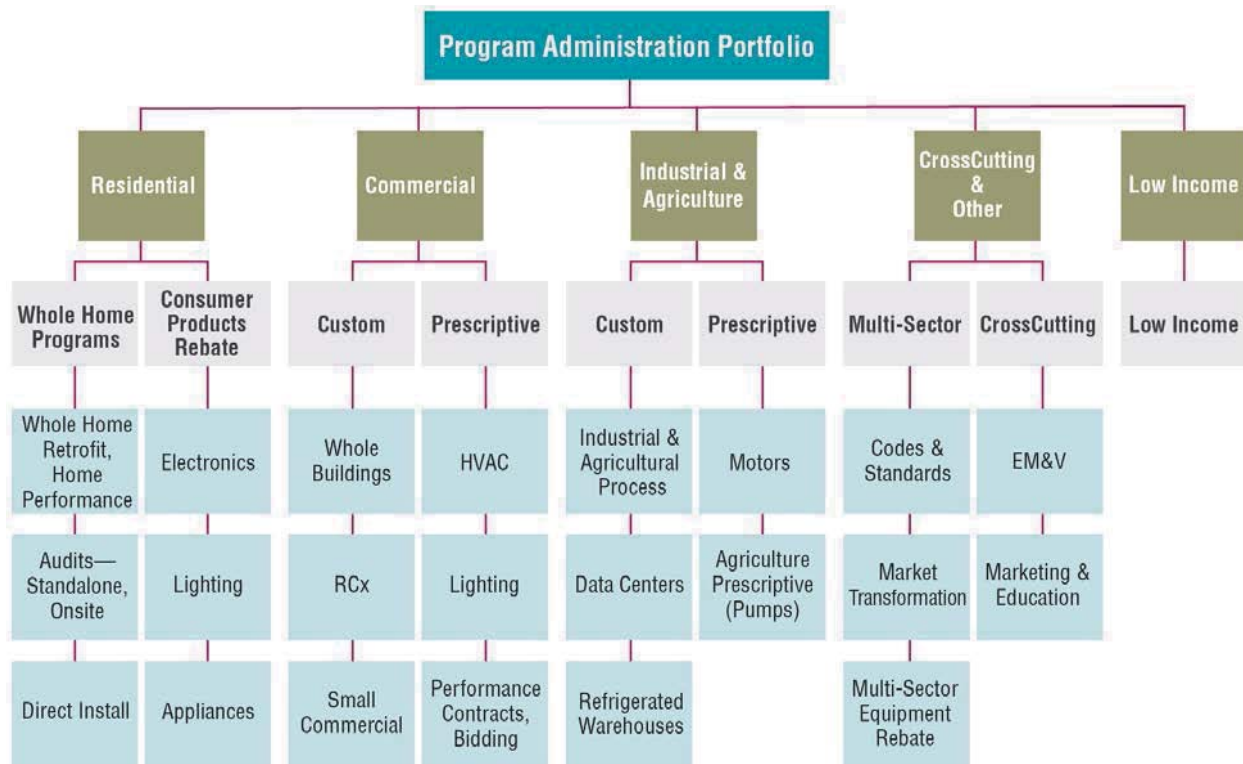 Program Administration Portfolio
Residential
Commercial
Industrial &
Agriculture
CrossCutting
&
Other
Low Income
Whole Home
Programs
Consumer
Products
Rebate
Custom
Prescriptive
Custom
Prescriptive
Multi-Sector
CrossCutting
Low Income
Whole Home
Retrofit,
Home
Performance
Electronics
Whole
Buildings
HVAC
Industrial &
Agricultural
Process
Motors
Codes &
Standards
EM&V
Audits—
Standalone,
Onsite
Lighting
RCx
Lighting
Data Centers
Agriculture
Prescriptive
(Pumps)
Market
Transformation
Marketing &
Education
Direct Install
Appliances
Small
Commercial
Performance
Contracts,
Bidding
Refrigerated
Warehouses
Multi-Sector
Equipment
Rebate